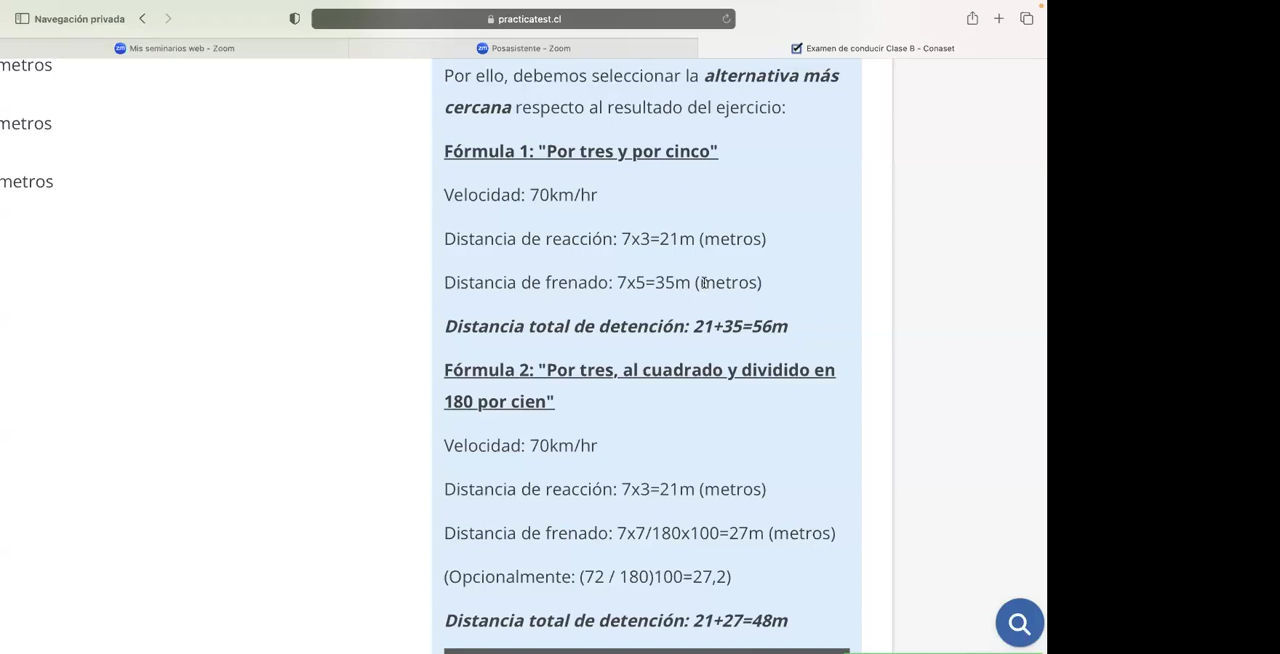 Navegación privada
practicatest.cl
Mis seminarios web - Zoom
Posasistente - Zoom
Examen de conducir Clase B - Conaset
metros
metros
metros
Por ello, debemos seleccionar la alternativa más
cercana respecto al resultado del ejercicio:
Fórmula 1: "Por tres y por cinco"
Velocidad: 70km/hr
Distancia de reacción: 7x3=21m (metros)
Distancia de frenado: 7x5=35m (metros)
Distancia total de detención: 21+35=56m
Fórmula 2: "Por tres, al cuadrado y dividido en
180 por cien"
Velocidad: 70km/hr
Distancia de reacción: 7x3=21m (metros)
Distancia de frenado: 7x7/180x100=27m (metros)
(Opcionalmente: (72 / 180)100=27,2)
Distancia total de detención: 21+27=48m